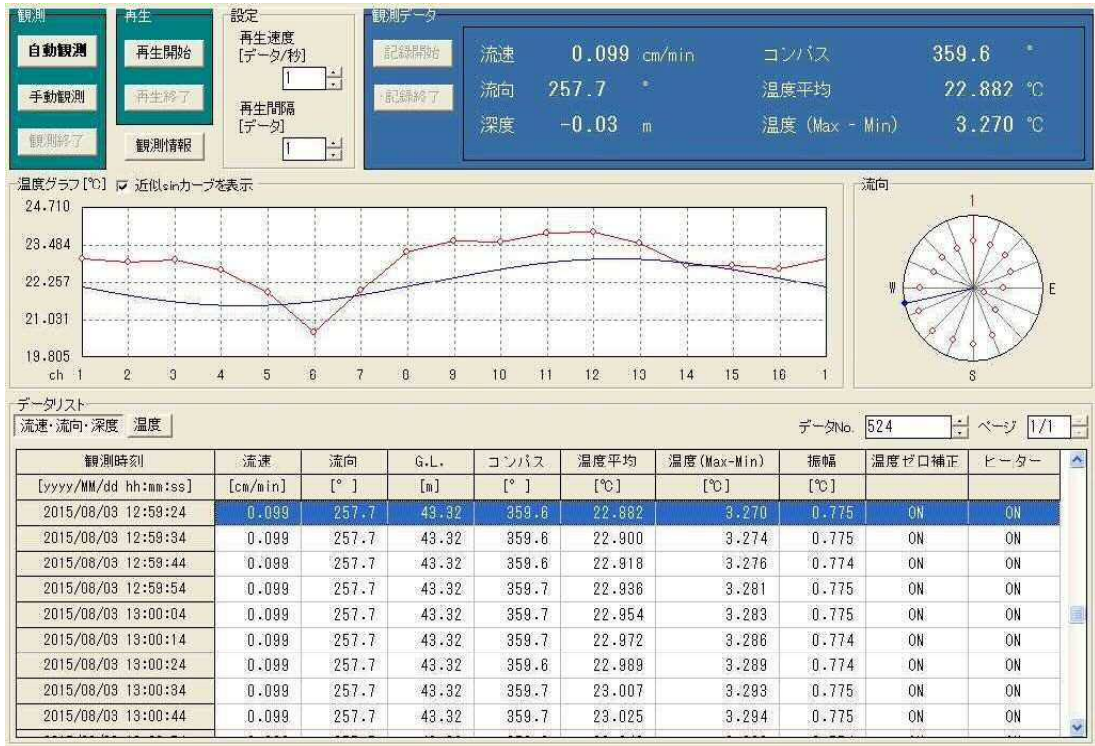 観測 再生 設定 観測データ
自動観測 再生開始 再生速度 記録開始 流速 0.099 cm/min コンパス 359.6 °
[データ/秒]
1
手動観測 再生終了 記録終了 流向 257.7 ° 温度平均 22.882 ℃
再生間隔
[データ]
観測終了 観測情報 1 深度 -0.03 m 温度 (Max - Min) 3.270 ℃
温度グラフ[℃] 近似sinカーブを表示 流向
24.710
23.484
22.257
21.031
19.805
ch 1 2 3 4 5 6 7 8 9 10 11 12 13 14 15 16 1
1
W E
S
データリスト
流速・流向・深度 温度 データNo. 524 ページ 1/1
観測時刻 流速 流向 G.L. コンパス 温度平均 温度(Max-Min) 振幅 温度ゼロ補正 ヒーター
[yyyy/MM/dd hh:mm:ss] [cm/min] [° ] [m] [° ] [℃] [℃] [℃]
2015/08/03 12:59:24 0.099 257.7 43.32 359.6 22.882 3.270 0.775 ON ON
2015/08/03 12:59:34 0.099 257.7 43.32 359.6 22.900 3.274 0.775 ON ON
2015/08/03 12:59:44 0.099 257.7 43.32 359.6 22.918 3.276 0.774 ON ON
2015/08/03 12:59:54 0.099 257.7 43.32 359.7 22.936 3.281 0.775 ON ON
2015/08/03 13:00:04 0.099 257.7 43.32 359.7 22.954 3.283 0.775 ON ON
2015/08/03 13:00:14 0.099 257.7 43.32 359.7 22.972 3.286 0.774 ON ON
2015/08/03 13:00:24 0.099 257.7 43.32 359.6 22.989 3.289 0.774 ON ON
2015/08/03 13:00:34 0.099 257.7 43.32 359.7 23.007 3.293 0.775 ON ON
2015/08/03 13:00:44 0.099 257.7 43.32 359.7 23.025 3.294 0.775 ON ON